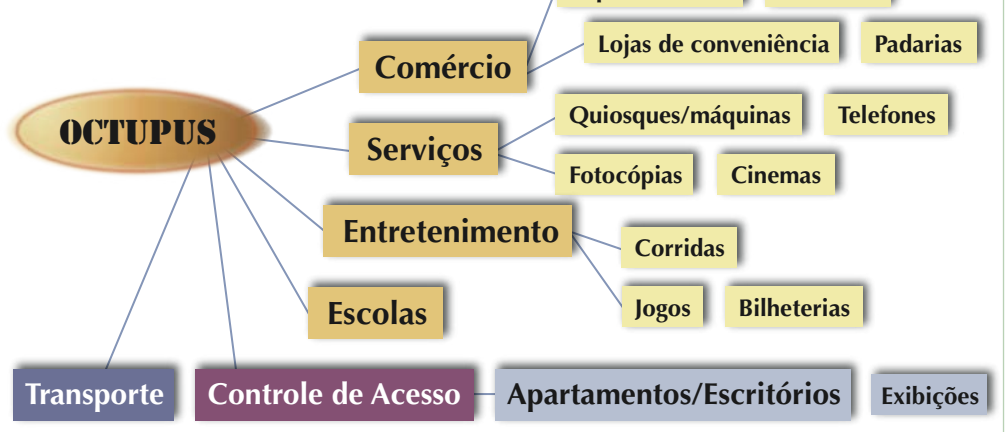 Comércio
Lojas de conveniência Padarias
OCTUPUS
Serviços
Quiosques/máquinas Telefones
Fotocópias Cinemas
Entretenimento
Corridas
Jogos Bilheterias
Escolas
Transporte Controle de Acesso Apartamentos/Escritórios Exibições